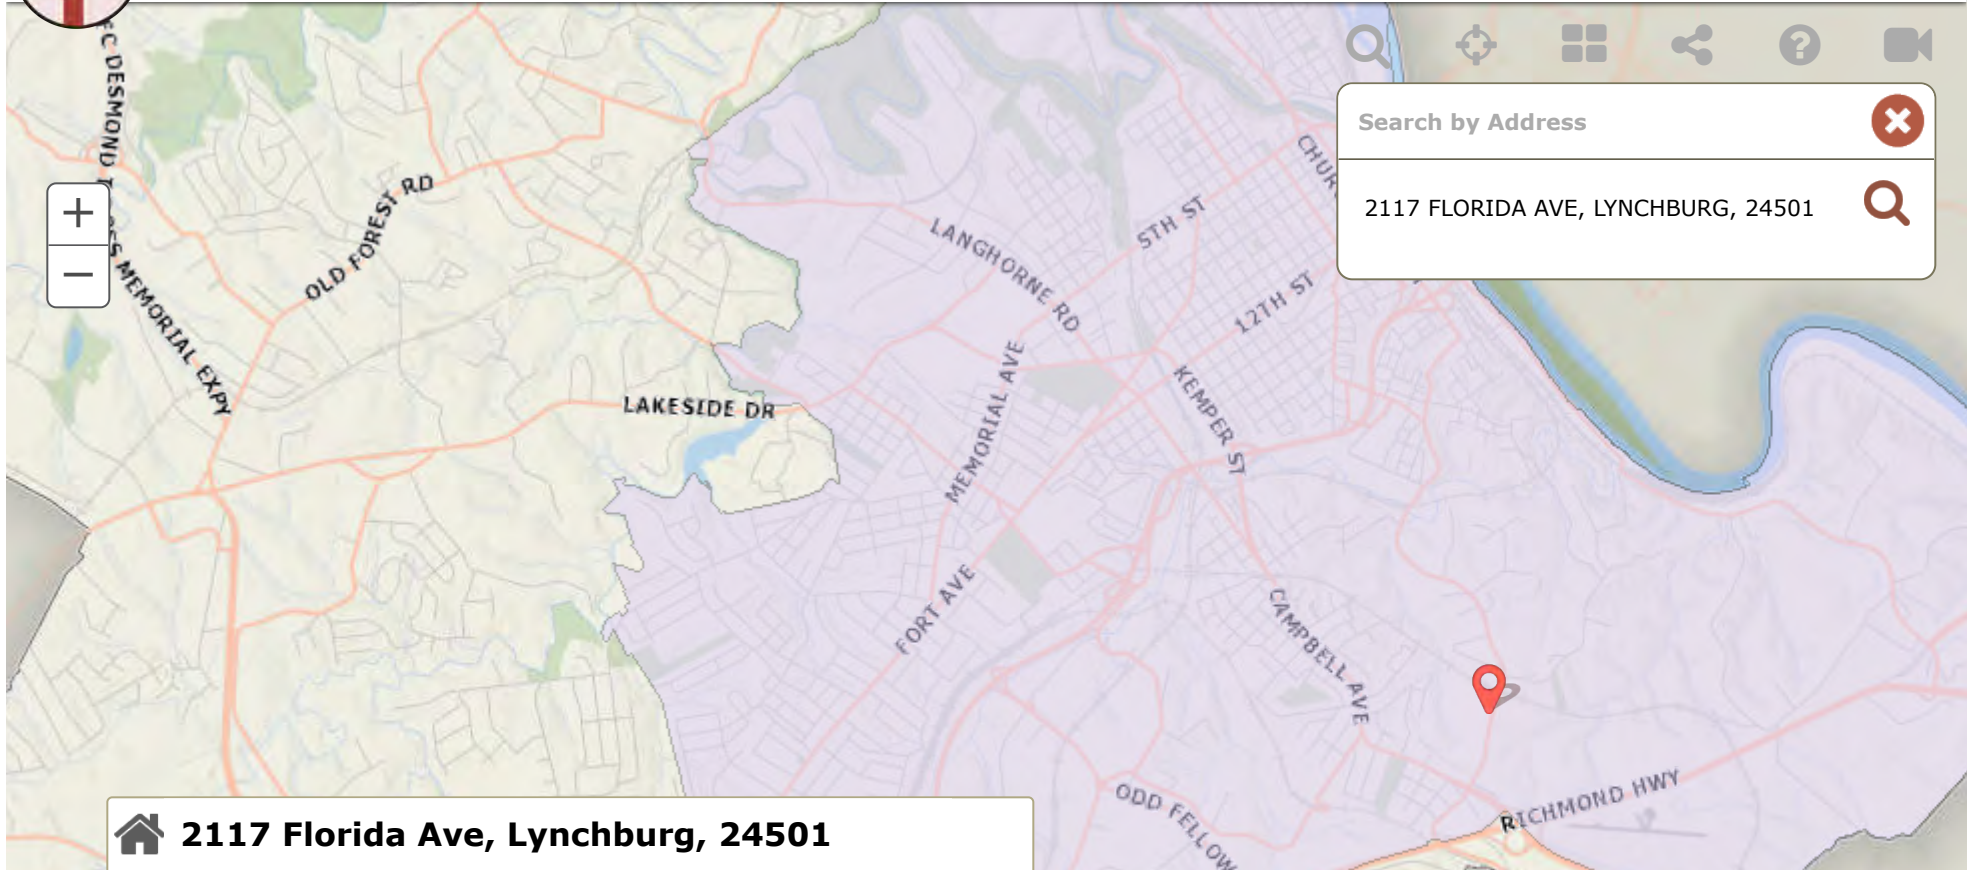 FC DESMOND T
SS MEMORIAL EXPY
OLD FOREST RD
LAKESIDE DR
LANGHORNE RD
5TH ST
12TH ST
MEMORIAL AVE
KEMPER ST
FORT AVE
CAMPBELL AVE
ODD FELLOW
RICHMOND HWY
Search by Address
2117 FLORIDA AVE, LYNCHBURG, 24501
2117 Florida Ave, Lynchburg, 24501